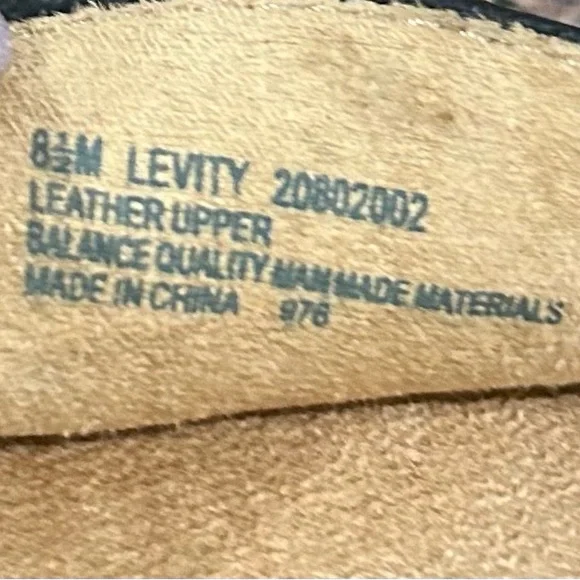 8½M LEVITY 20802002
LEATHER UPPER
BALANCE QUALITY MAN MADE MATERIALS
MADE IN CHINA 976